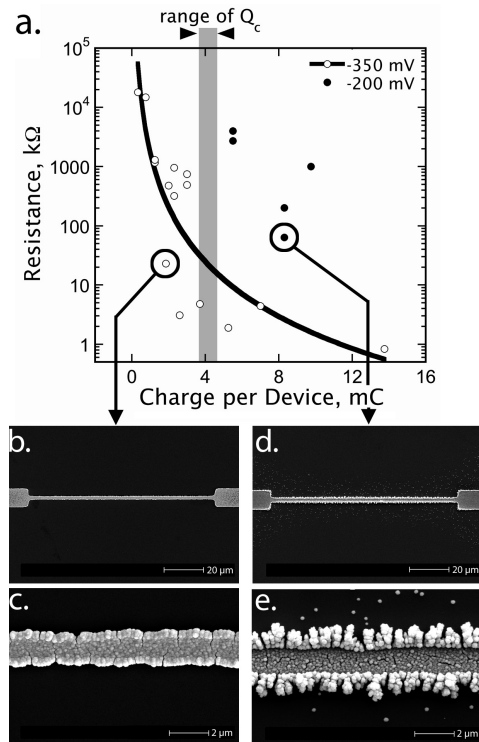 a.
range of Qc
Resistance, kΩ
10^5
10^4
1000
100
10
1
-350 mV
-200 mV
0
4
8
12
16
Charge per Device, mC
b.
20 µm
d.
20 µm
c.
2 µm
e.
2 µm